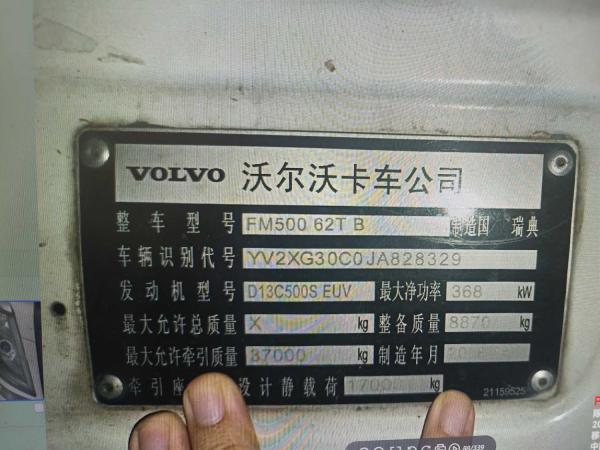 VOLVO 沃尔沃卡车公司
整车型号 FM500 62T B 制造国 瑞典
车辆识别代号 YV2XG30C0JA828329
发动机型号 D13C500S EUV 最大净功率 368 kW
最大允许总质量 X kg 整备质量 8870 kg
最大允许牵引质量 37000 kg 制造年月
牵引座 设计静载荷 kg
21159525